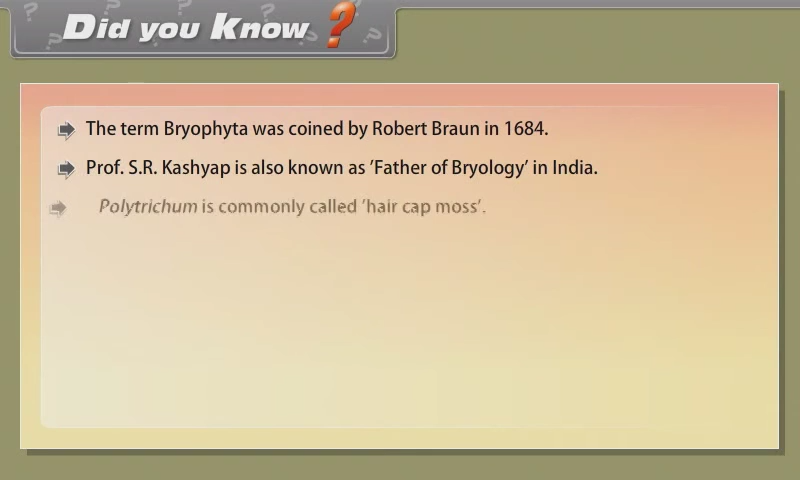 Did you Know ?
The term Bryophyta was coined by Robert Braun in 1684.
Prof. S.R. Kashyap is also known as ‘Father of Bryology’ in India.
Polytrichum is commonly called ‘hair cap moss’.